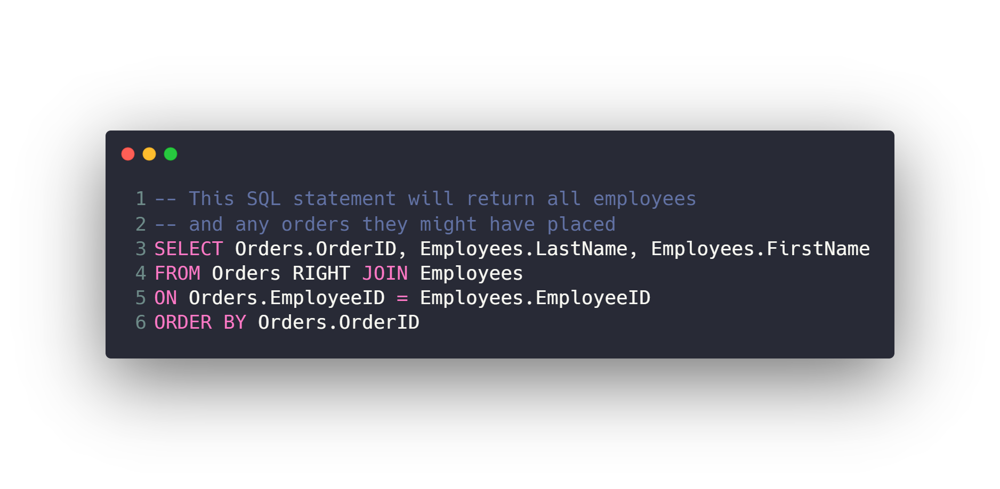 1 -- This SQL statement will return all employees
2 -- and any orders they might have placed
3 SELECT Orders.OrderID, Employees.LastName, Employees.FirstName
4 FROM Orders RIGHT JOIN Employees
5 ON Orders.EmployeeID = Employees.EmployeeID
6 ORDER BY Orders.OrderID